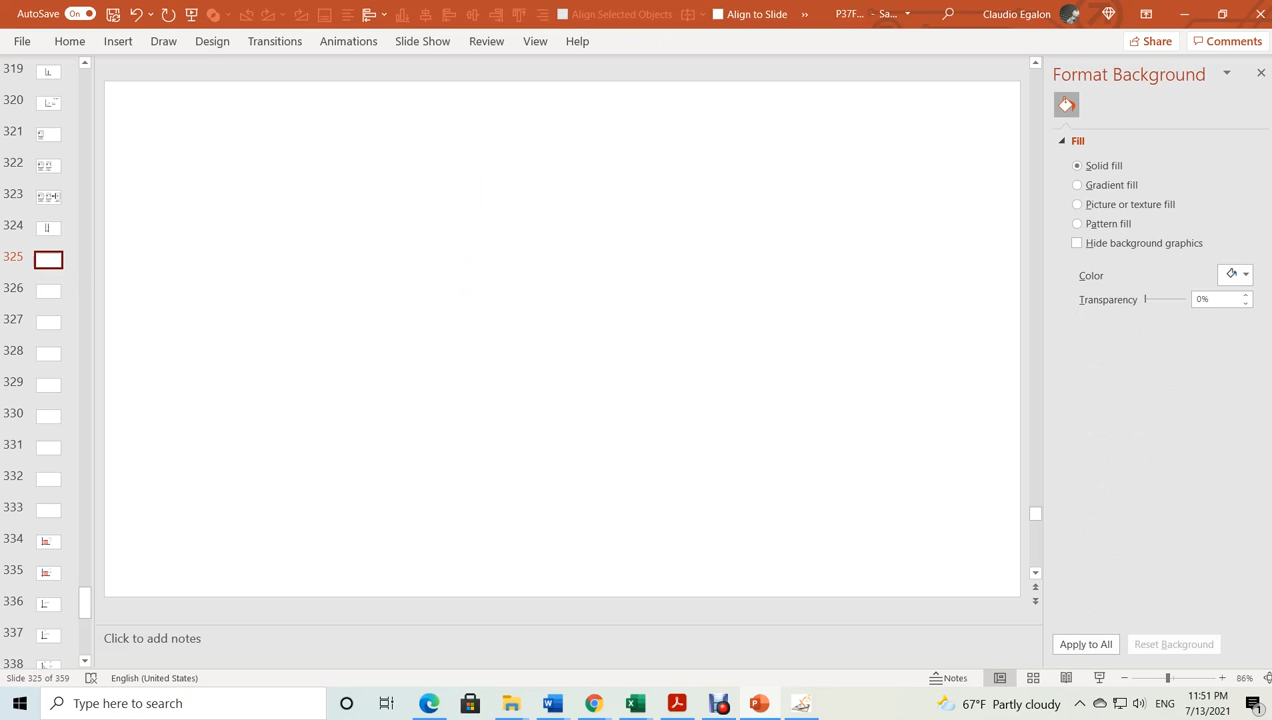 AutoSave On Align Selected Objects Align to Slide P37F... - Sa... Claudio Egalon
File Home Insert Draw Design Transitions Animations Slide Show Review View Help Share Comments
319
320
321
322
323
324
325
326
327
328
329
330
331
332
333
334
335
336
337
338
Format Background
Fill
Solid fill
Gradient fill
Picture or texture fill
Pattern fill
Hide background graphics
Color
Transparency 0%
Apply to All Reset Background
Click to add notes
Slide 325 of 359 English (United States) Notes 86%
Type here to search
67°F Partly cloudy ENG
11:51 PM
7/13/2021
1